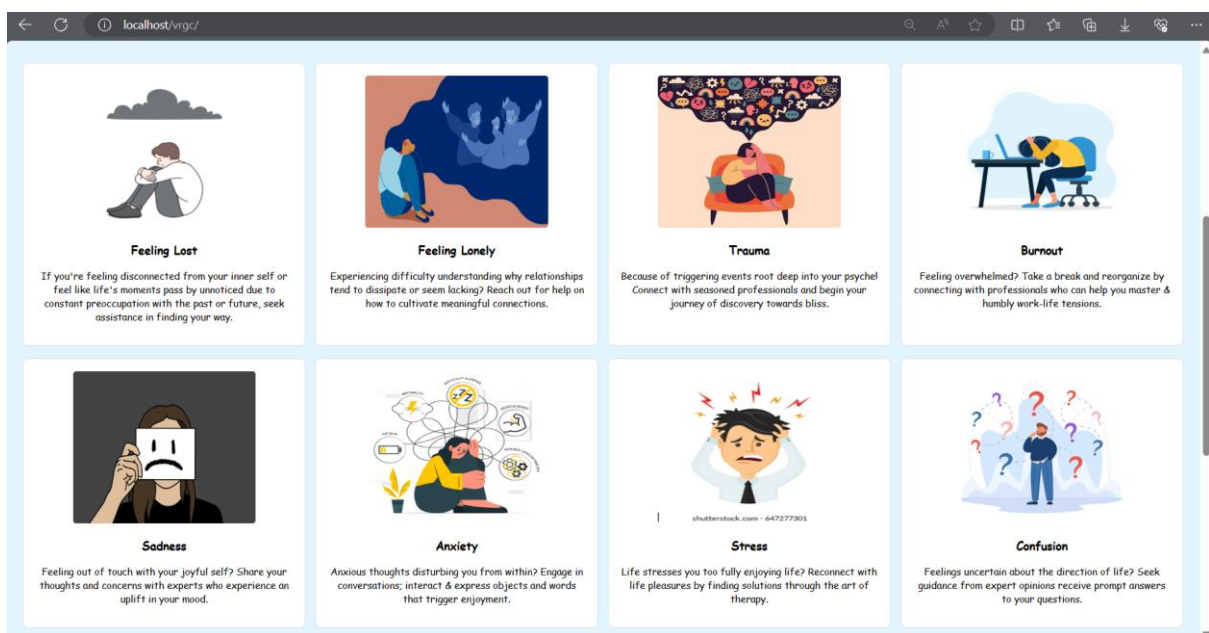 localhost/vrgc/
Feeling Lost
If you're feeling disconnected from your inner self or
feel like life's moments pass by unnoticed due to
constant preoccupation with the past or future, seek
assistance in finding your way.
Feeling Lonely
Experiencing difficulty understanding why relationships
tend to dissipate or seem lacking? Reach out for help on
how to cultivate meaningful connections.
Trauma
Because of triggering events root deep into your psyche!
Connect with seasoned professionals and begin your
journey of discovery towards bliss.
Burnout
Feeling overwhelmed? Take a break and reorganize by
connecting with professionals who can help you master &
humbly work-life tensions.
shutterstock.com · 647277301
Sadness
Feeling out of touch with your joyful self? Share your
thoughts and concerns with experts who experience an
uplift in your mood.
Anxiety
Anxious thoughts disturbing you from within? Engage in
conversations; interact & express objects and words
that trigger enjoyment.
Stress
Life stresses you too fully enjoying life? Reconnect with
life pleasures by finding solutions through the art of
therapy.
Confusion
Feelings uncertain about the direction of life? Seek
guidance from expert opinions receive prompt answers
to your questions.